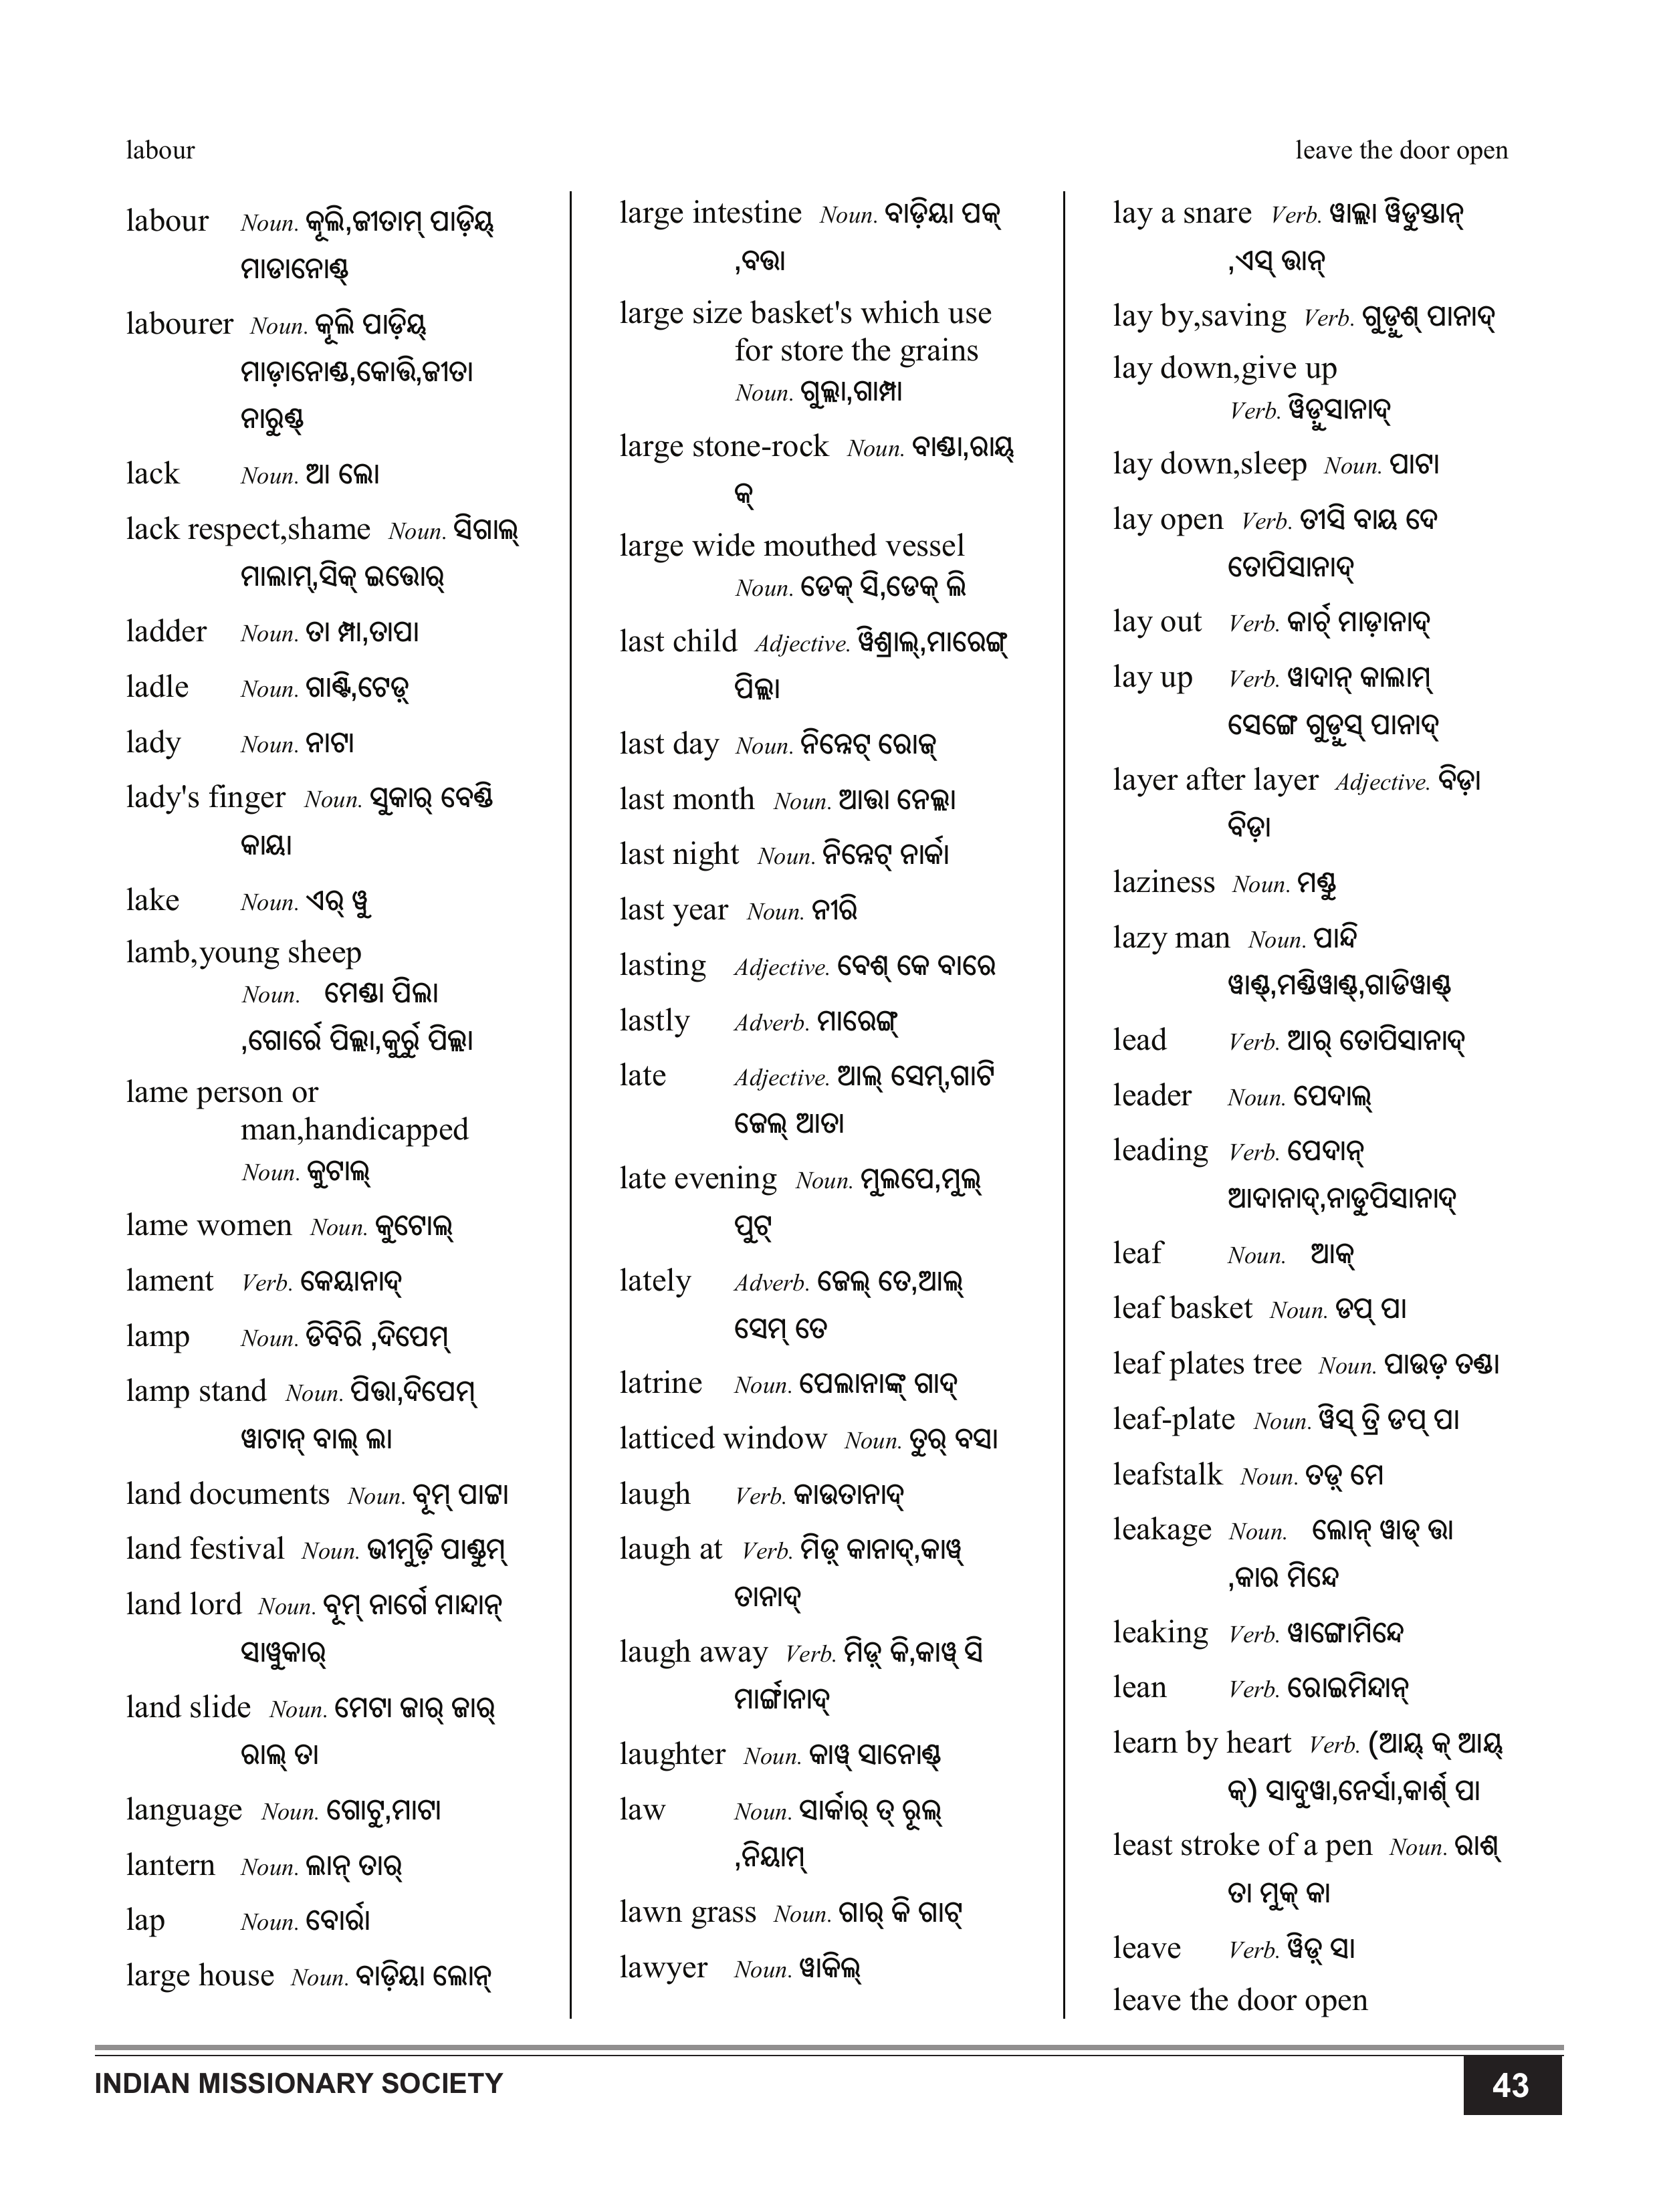 labour
leave the door open
labour Noun. କୂଲି,ଜୀତାମ୍ ପାଡ଼ିୟ୍
ମାଡାନୋଣ୍ଡ୍
labourer Noun. କୂଲି ପାଡ଼ିୟ୍
ମାଡ଼ାନୋଣ୍ଡ,କୋତ୍ତି,ଜୀତା
ନାରୁଣ୍ଡ୍
lack Noun. ଆ ଲୋ
lack respect,shame Noun. ସିଗାଲ୍
ମାଲାମ୍,ସିକ୍ ଇତ୍ତୋର୍
ladder Noun. ତା ମ୍ପା,ତାପା
ladle Noun. ଗାଣ୍ଟି,ଟେଡ଼୍
lady Noun. ନାଟା
lady's finger Noun. ସୁକାର୍ ବେଣ୍ଡି
କାୟା
lake Noun. ଏର୍ ୱୁ
lamb,young sheep
Noun. ମେଣ୍ଡା ପିଲା
,ଗୋର୍ରେ ପିଲ୍ଲା,କୁର୍ରୁ ପିଲ୍ଲା
lame person or
man,handicapped
Noun. କୁଟାଲ୍
lame women Noun. କୁଟୋଲ୍
lament Verb. କେୟାନାଦ୍
lamp Noun. ଡିବିରି ,ଦିପେମ୍
lamp stand Noun. ପିତ୍ତା,ଦିପେମ୍
ୱାଟାନ୍ ବାଲ୍ ଲା
land documents Noun. ବୂମ୍ ପାଟ୍ଟା
land festival Noun. ଭୀମୁଡ଼ି ପାଣ୍ଡୁମ୍
land lord Noun. ବୂମ୍ ନାର୍ଗେ ମାନ୍ଦାନ୍
ସାୱୁକାର୍
land slide Noun. ମେଟା ଜାର୍ ଜାର୍
ରାଲ୍ ତା
language Noun. ଗୋଟୁ,ମାଟା
lantern Noun. ଲାନ୍ ତାର୍
lap Noun. ବୋର୍ରା
large house Noun. ବାଡ଼ିୟା ଲୋନ୍
large intestine Noun. ବାଡ଼ିୟା ପକ୍
,ବତ୍ତା
large size basket's which use
for store the grains
Noun. ଗୁଲ୍ଲା,ଗାମ୍ପା
large stone-rock Noun. ବାଣ୍ଡା,ରାୟ୍
କ୍
large wide mouthed vessel
Noun. ଡେକ୍ ସି,ଡେକ୍ ଲି
last child Adjective. ୱିଶ୍ରାଲ୍,ମାରେଙ୍ଗ୍
ପିଲ୍ଲା
last day Noun. ନିନ୍ନେଟ୍ ରୋଜ୍
last month Noun. ଆତ୍ତା ନେଲ୍ଲା
last night Noun. ନିନ୍ନେଟ୍ ନାର୍କା
last year Noun. ନୀରି
lasting Adjective. ବେଶ୍ କେ ବାରେ
lastly Adverb. ମାରେଙ୍ଗ୍
late Adjective. ଆଲ୍ ସେମ୍,ଗାଟି
ଜେଲ୍ ଆତା
late evening Noun. ମୁଲପେ,ମୁଲ୍
ପୁଟ୍
lately Adverb. ଜେଲ୍ ତେ,ଆଲ୍
ସେମ୍ ତେ
latrine Noun. ପେଲାନାଙ୍କ୍ ଗାଦ୍
latticed window Noun. ତୁର୍ ବସା
laugh Verb. କାଉତାନାଦ୍
laugh at Verb. ମିଡ଼୍ କାନାଦ୍,କାୱ୍
ତାନାଦ୍
laugh away Verb. ମିଡ଼୍ କି,କାୱ୍ ସି
ମାର୍ଙ୍ଗାନାଦ୍
laughter Noun. କାୱ୍ ସାନୋଣ୍ଡ୍
law Noun. ସାର୍କାର୍ ତ୍ ରୂଲ୍
,ନିୟାମ୍
lawn grass Noun. ଗାର୍ କି ଗାଟ୍
lawyer Noun. ୱାକିଲ୍
lay a snare Verb. ୱାଲ୍ଲା ୱିଡୁସ୍ତାନ୍
,ଏସ୍ ତ୍ତାନ୍
lay by,saving Verb. ଗୁଡ଼ୁଶ୍ ପାନାଦ୍
lay down,give up
Verb. ୱିଡ଼ୁସାନାଦ୍
lay down,sleep Noun. ପାଟା
lay open Verb. ତୀସି ବାୟ ଦେ
ତୋପିସାନାଦ୍
lay out Verb. କାର୍ଚ୍ ମାଡ଼ାନାଦ୍
lay up Verb. ୱାଦାନ୍ କାଲାମ୍
ସେଙ୍ଗେ ଗୁଡ଼ୁସ୍ ପାନାଦ୍
layer after layer Adjective. ବିଡ଼ା
ବିଡ଼ା
laziness Noun. ମଣ୍ଡୁ
lazy man Noun. ପାନ୍ଦି
ୱାଣ୍ଡ୍,ମଣ୍ଡିୱାଣ୍ଡ୍,ଗାଡିୱାଣ୍ଡ୍
lead Verb. ଆର୍ ତୋପିସାନାଦ୍
leader Noun. ପେଦାଲ୍
leading Verb. ପେଦାନ୍
ଆଦାନାଦ୍,ନାଡୁପିସାନାଦ୍
leaf Noun. ଆକ୍
leaf basket Noun. ଡପ୍ ପା
leaf plates tree Noun. ପାଉଡ଼ ତଣ୍ଡା
leaf-plate Noun. ୱିସ୍ ତ୍ରି ଡପ୍ ପା
leafstalk Noun. ତଡ଼୍ ମେ
leakage Noun. ଲୋନ୍ ୱାଡ୍ ତ୍ତା
,କାର ମିନ୍ଦେ
leaking Verb. ୱାଙ୍ଗୋମିନ୍ଦେ
lean Verb. ରୋଇମିନ୍ଦାନ୍
learn by heart Verb. (ଆୟ୍ କ୍ ଆୟ୍
କ୍) ସାଦୁୱା,ନେର୍ସା,କାର୍ଶ୍ ପା
least stroke of a pen Noun. ରାଶ୍
ତା ମୁକ୍ କା
leave Verb. ୱିଡ଼୍ ସା
leave the door open
INDIAN MISSIONARY SOCIETY
43